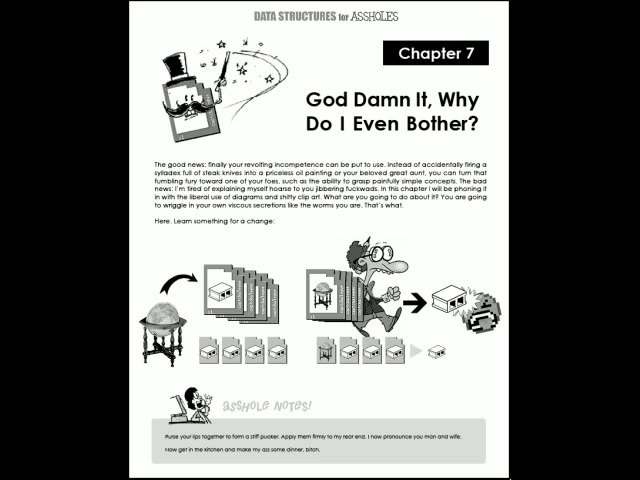 DATA STRUCTURES for ASSHOLES
Chapter 7
God Damn It, Why
Do I Even Bother?
The good news: finally your revolting incompetence can be put to use. Instead of accidentally firing a
sylladex full of steak knives into a priceless oil painting or your beloved great aunt, you can turn that
fumbling fury toward one of your foes, such as the ability to grasp painfully simple concepts. The bad
news: I'm tired of explaining myself hoarse to you jibbering fuckwads. In this chapter I will be phoning it
in with the liberal use of diagrams and shitty clip art. What are you going to do about it? You are going
to wriggle in your own viscous secretions like the worms you are. That's what.
Here. Learn something for a change:
ASSHOLE NOTES!
Purse your lips together to form a stiff pucker. Apply them firmly to my rear end. I now pronounce you man and wife.
Now get in the kitchen and make my ass some dinner, bitch.